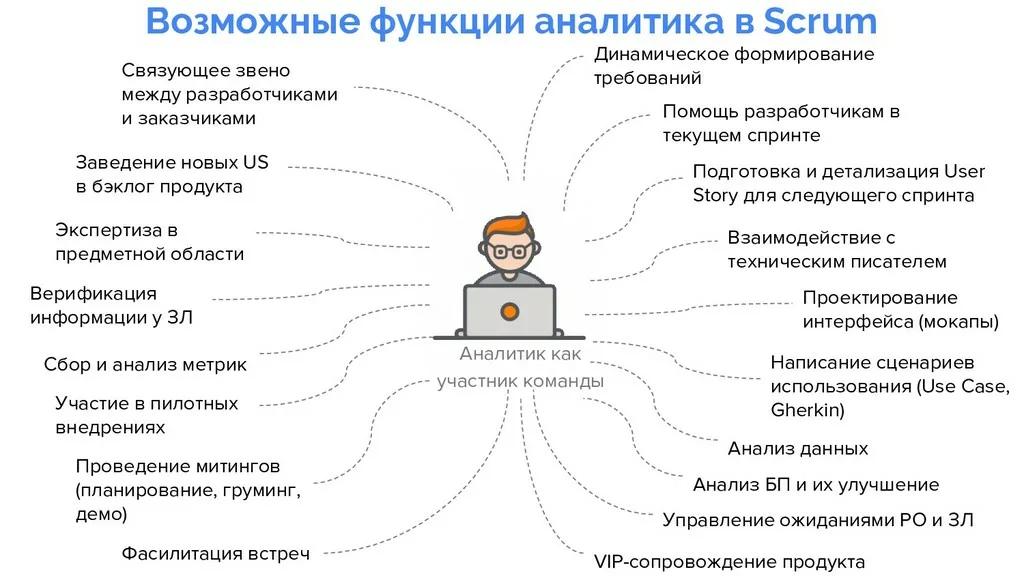 Возможные функции аналитика в Scrum
Связующее звено
между разработчиками
и заказчиками
Заведение новых US
в бэклог продукта
Экспертиза в
предметной области
Верификация
информации у ЗЛ
Сбор и анализ метрик
Участие в пилотных
внедрениях
Проведение митингов
(планирование, груминг,
демо)
Фасилитация встреч
Аналитик как
участник команды
Динамическое формирование
требований
Помощь разработчикам в
текущем спринте
Подготовка и детализация User
Story для следующего спринта
Взаимодействие с
техническим писателем
Проектирование
интерфейса (мокапы)
Написание сценариев
использования (Use Case,
Gherkin)
Анализ данных
Анализ БП и их улучшение
Управление ожиданиями PO и ЗЛ
VIP-сопровождение продукта